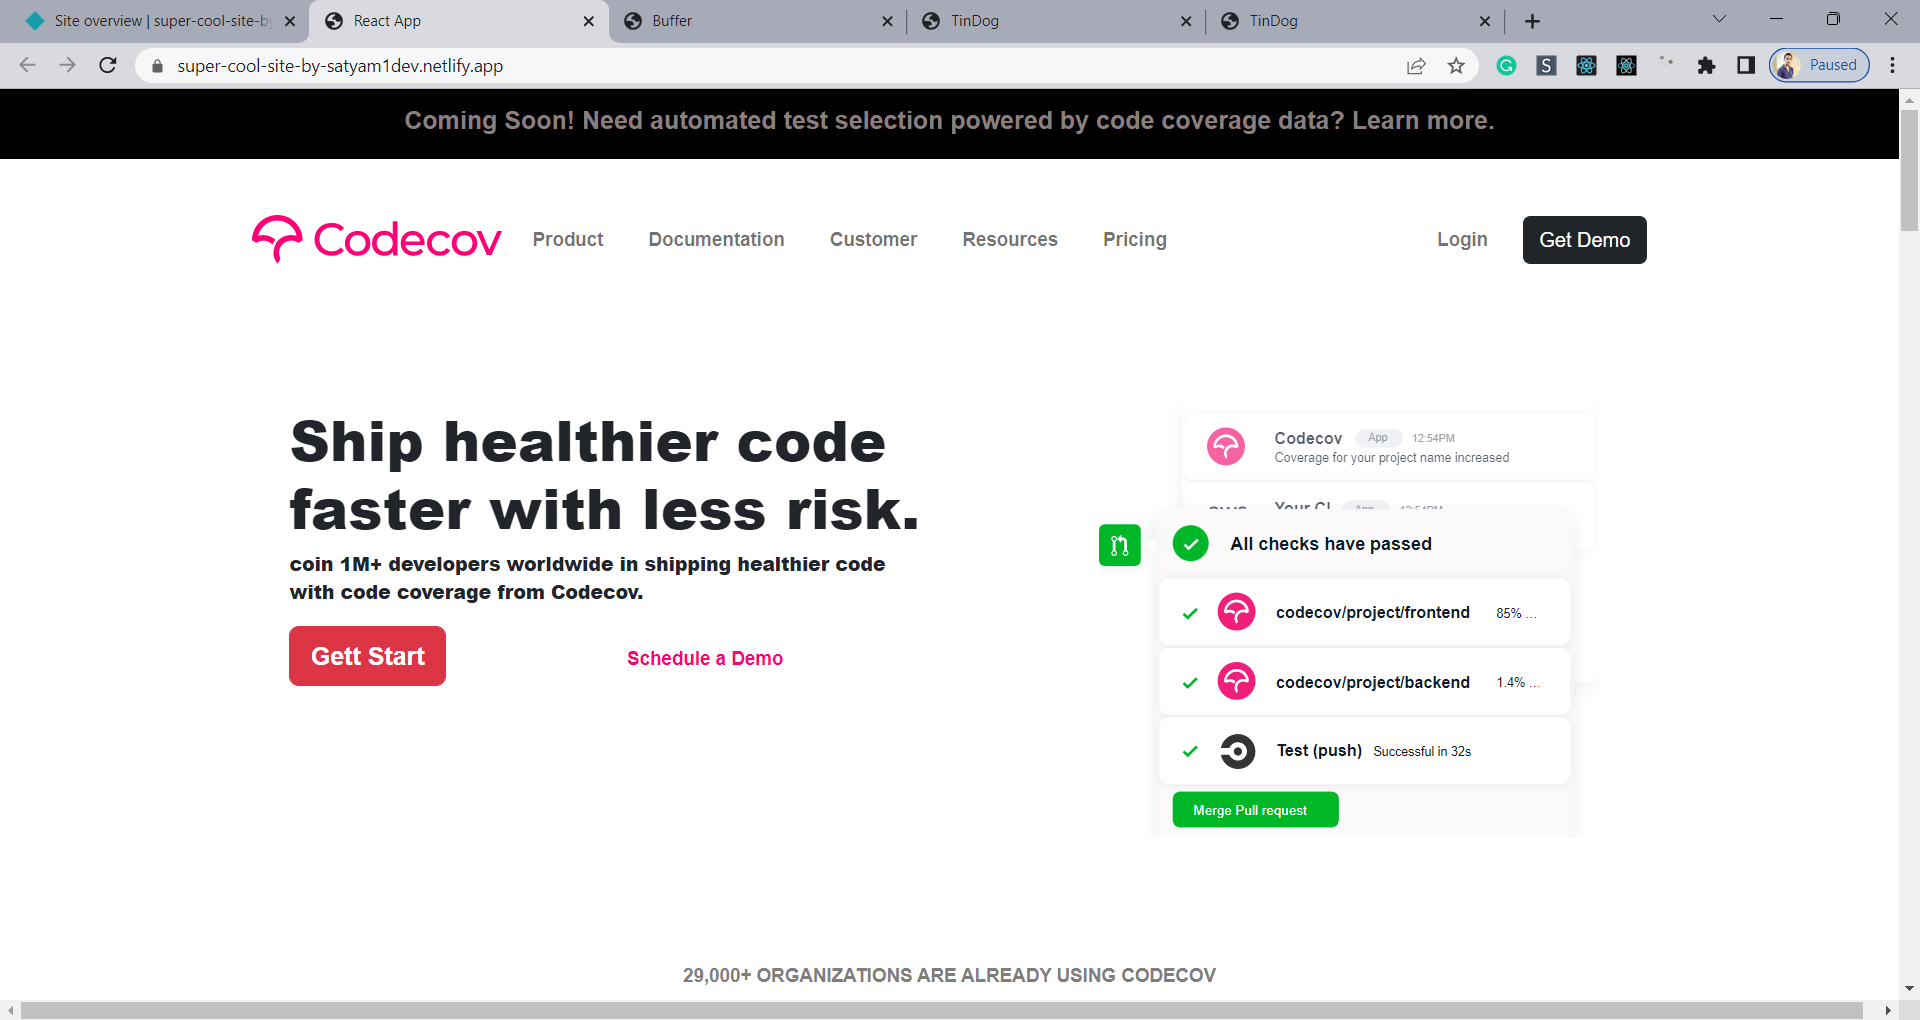 Site overview | super-cool-site-by
React App
Buffer
TinDog
TinDog
super-cool-site-by-satyam1dev.netlify.app
S
Paused
Coming Soon! Need automated test selection powered by code coverage data? Learn more.
Codecov
Product
Documentation
Customer
Resources
Pricing
Login
Get Demo
Ship healthier code
faster with less risk.
coin 1M+ developers worldwide in shipping healthier code
with code coverage from Codecov.
Gett Start
Schedule a Demo
Codecov App 12:54PM
Coverage for your project name increased
Your CI App 12:54PM
All checks have passed
codecov/project/frontend 85% ...
codecov/project/backend 1.4% ...
Test (push) Successful in 32s
Merge Pull request
29,000+ ORGANIZATIONS ARE ALREADY USING CODECOV